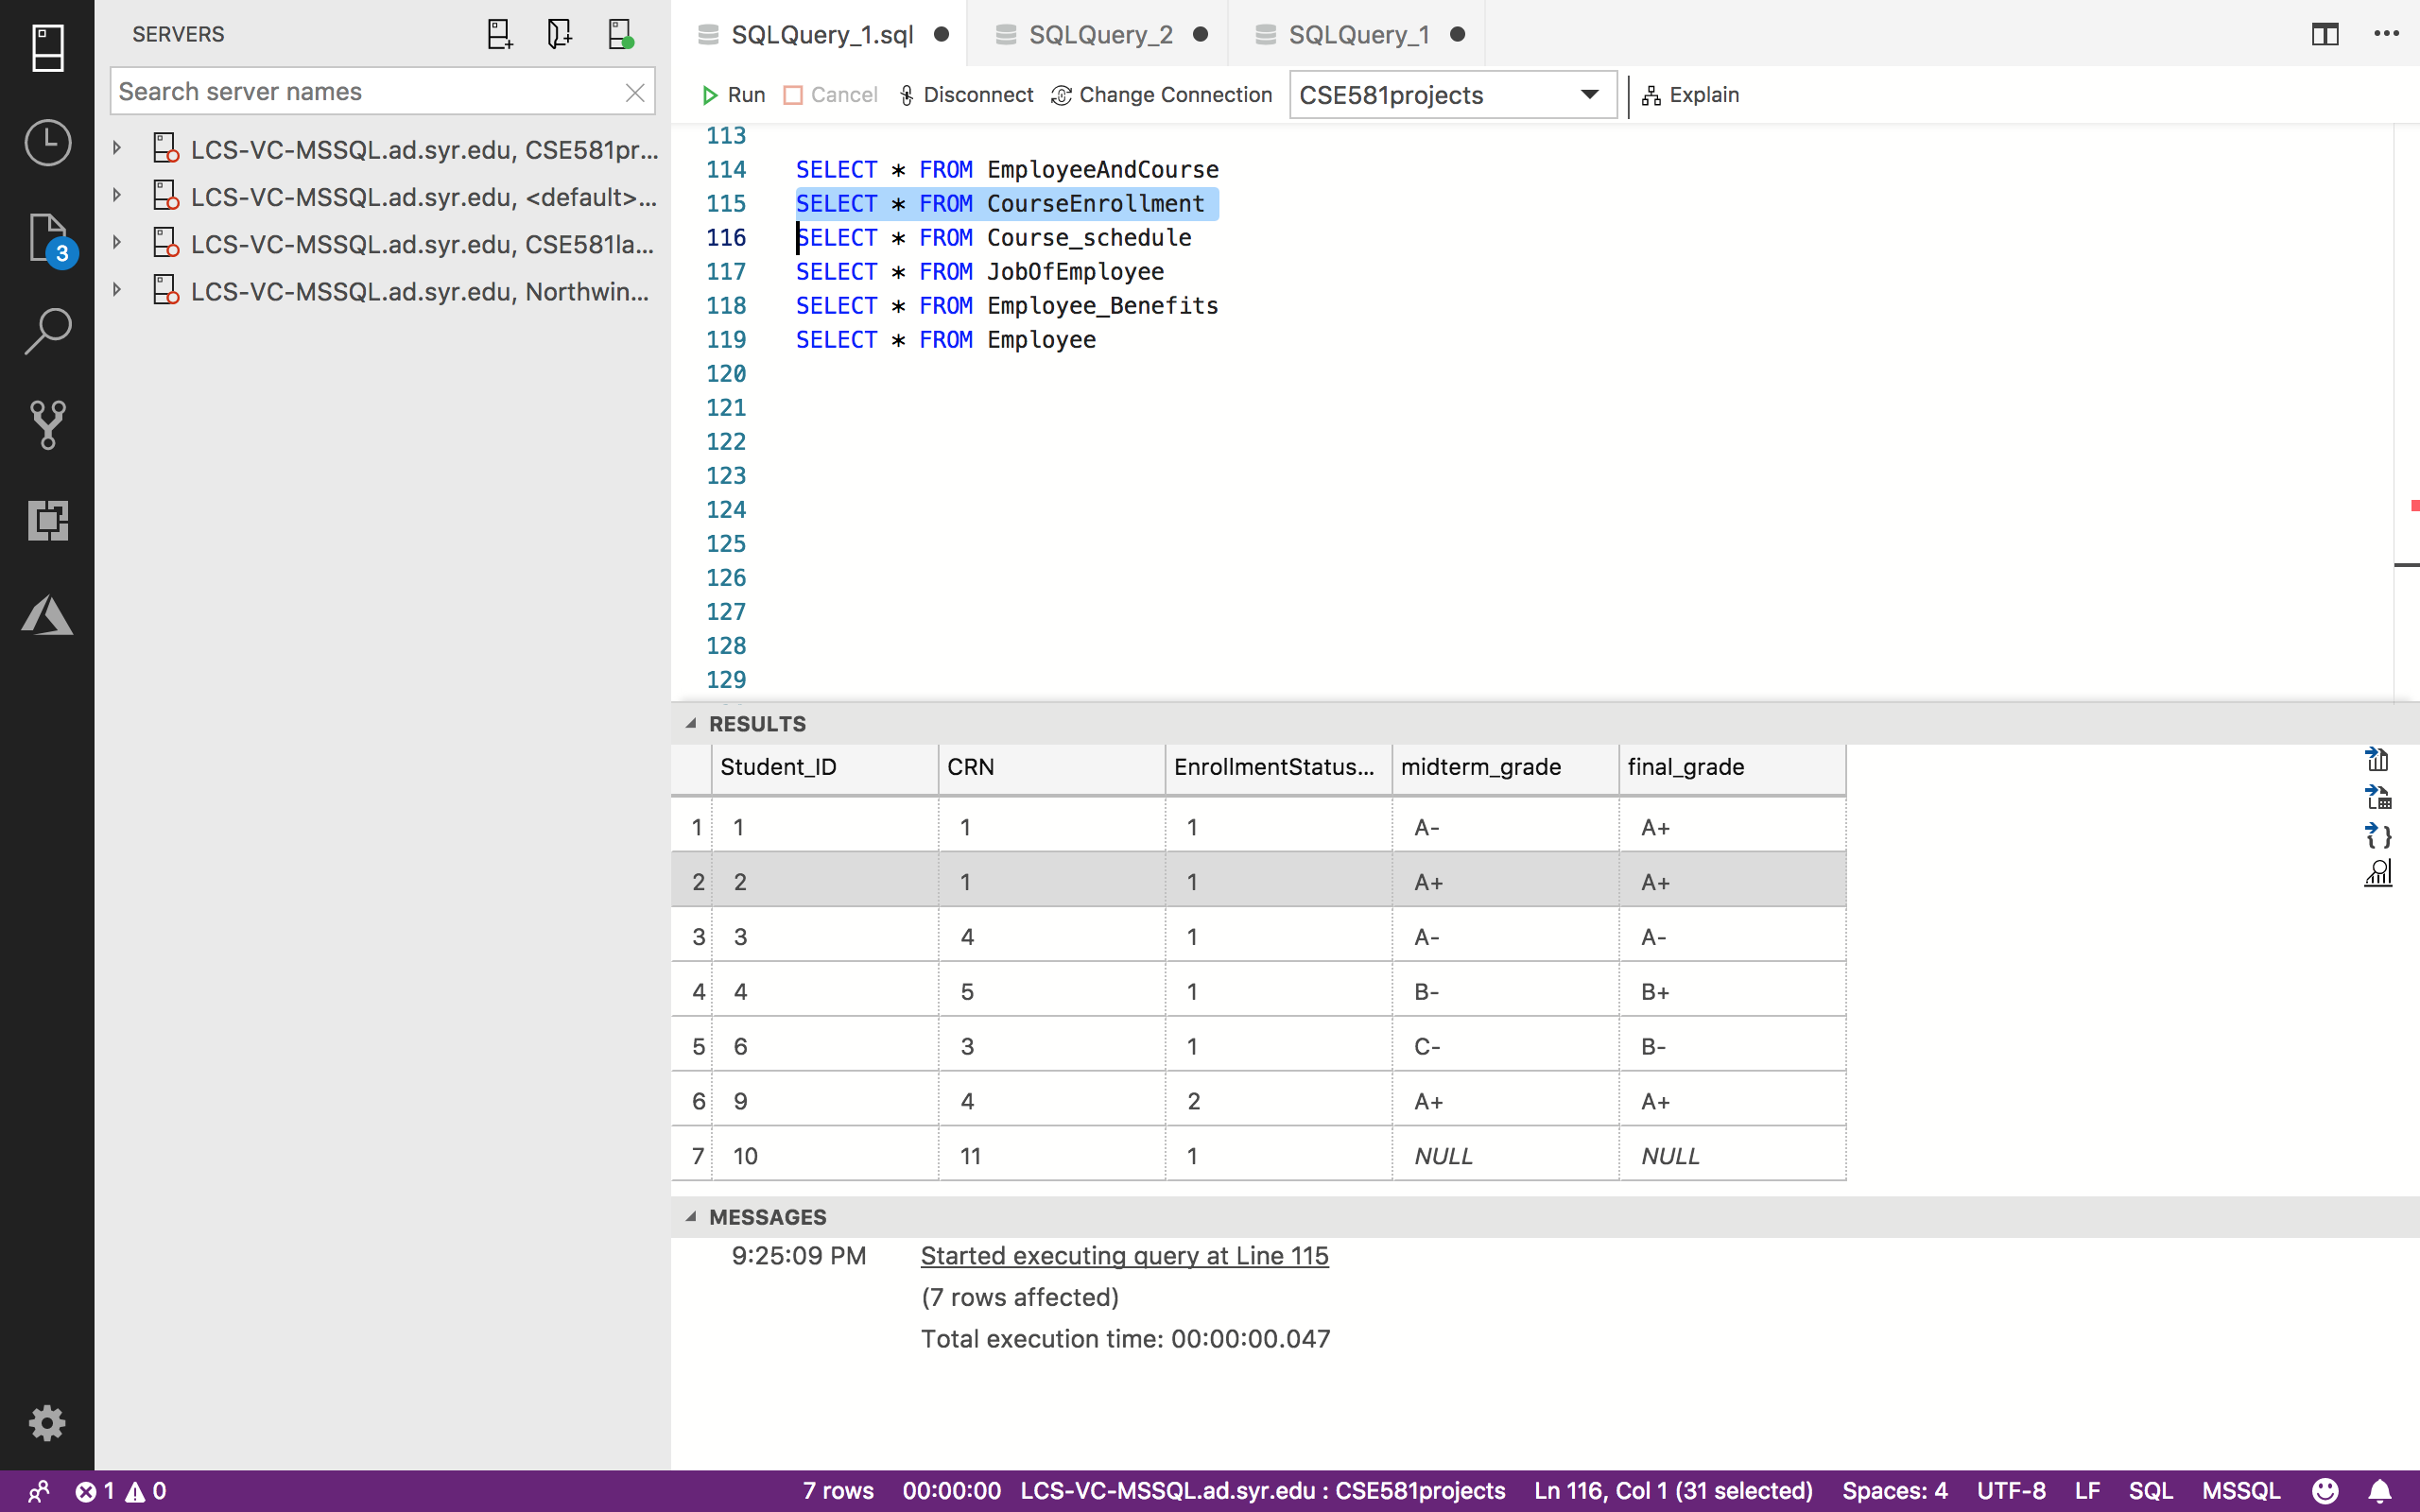 SERVERS
Search server names
LCS-VC-MSSQL.ad.syr.edu, CSE581pr...
LCS-VC-MSSQL.ad.syr.edu, <default>...
LCS-VC-MSSQL.ad.syr.edu, CSE581la...
LCS-VC-MSSQL.ad.syr.edu, Northwin...
3
SQLQuery_1.sql SQLQuery_2 SQLQuery_1
Run Cancel Disconnect Change Connection CSE581projects Explain
113
114 SELECT * FROM EmployeeAndCourse
115 SELECT * FROM CourseEnrollment
116 SELECT * FROM Course_schedule
117 SELECT * FROM JobOfEmployee
118 SELECT * FROM Employee_Benefits
119 SELECT * FROM Employee
120
121
122
123
124
125
126
127
128
129
RESULTS
Student_ID CRN EnrollmentStatus... midterm_grade final_grade
1 1 1 1 A- A+
2 2 1 1 A+ A+
3 3 4 1 A- A-
4 4 5 1 B- B+
5 6 3 1 C- B-
6 9 4 2 A+ A+
7 10 11 1 NULL NULL
MESSAGES
9:25:09 PM Started executing query at Line 115
(7 rows affected)
Total execution time: 00:00:00.047
1 0 7 rows 00:00:00 LCS-VC-MSSQL.ad.syr.edu : CSE581projects Ln 116, Col 1 (31 selected) Spaces: 4 UTF-8 LF SQL MSSQL